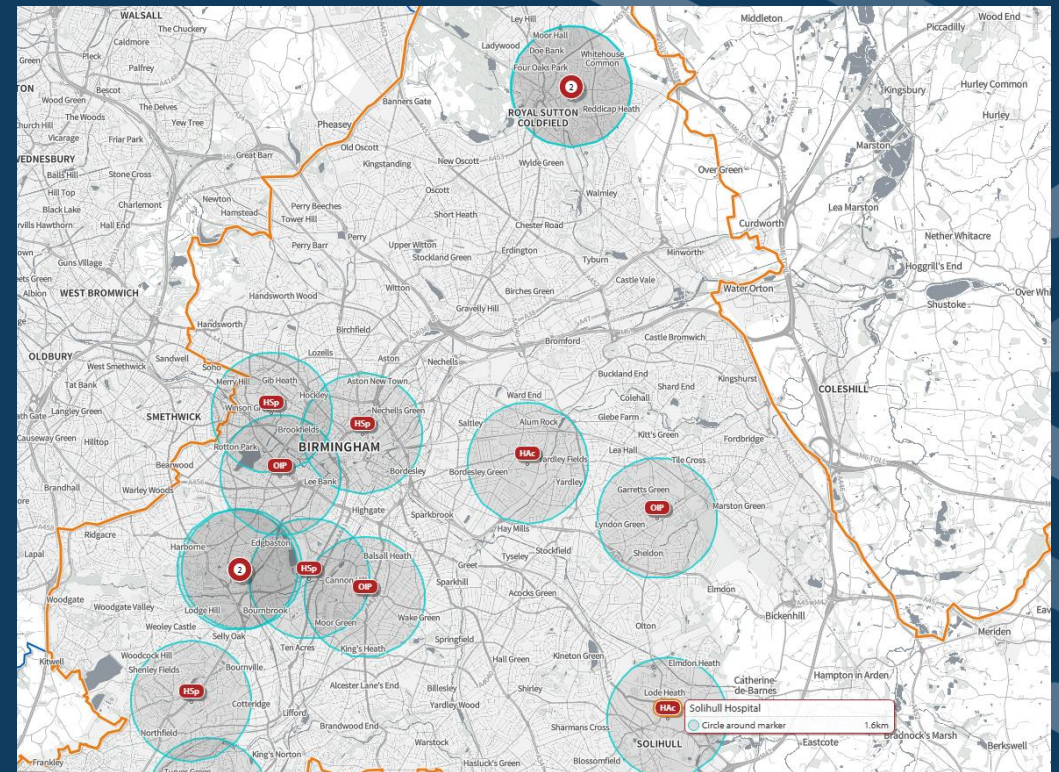 WALSALL
The Chuckery
Caldmore
Pleck
Palfrey
Green
Bescot
Wood Green
The Delves
The Woods
Yew Tree
Vicarage
Friar Park
Great Barr
WEDNESBURY
Balls Hill
Stone Cross
Hill Top
Black Lake
Charlemont
Newton
Hamstead
Hall End
Guns Village
Albion
WEST BROMWICH
OLDBURY
West Smethwick
Sandwell
Tat Bank
Langley Green
SMETHWICK
Causeway Green
Hilltop
Bearwood
Brandhall
Warley Woods
Ridgacre
Lapal
Woodgate
Woodgate Valley
Kitwell
Frankley
Ley Hill
Moor Hall
Ladywood
Doe Bank
Whitehouse
Common
Four Oaks Park
2
Reddicap Heath
ROYAL SUTTON
COLDFIELD
Banners Gate
Pheasey
Old Oscott
Kingstanding
New Oscott
Wylde Green
Oscott
Walmley
Perry Beeches
Tower Hill
Short Heath
Chester Road
Perry
Perry Barr
Upper Witton
Stockland Green
Erdington
Tyburn
Minworth
Witton
Castle Vale
Handsworth Wood
Birches Green
Gravelly Hill
Handsworth
Birchfield
Bromford
Castle Bromwich
Soho
Lozells
Aston
Nechells
Merry Hill
Gib Heath
Aston New Town
Buckland End
Shard End
Kingshurst
Hockley
HSp
Winson
Ward End
Colehall
HSp
Nechells Green
Saltley
Alum Rock
Glebe Farm
Brookfields
Kitt's Green
Fordbridge
Rotton Park
BIRMINGHAM
HAc
Yardley Fields
Lea Hall
Tile Cross
OIP
Bordesley
Bordesley Green
Lee Bank
Yardley
Garretts Green
Highgate
Sparkbrook
OIP
Marston Green
Hay Mills
Lyndon Green
Harborne
Edgbaston
Balsall Heath
Tyseley
Stockfield
Sheldon
2
HSp
Cannon
OIP
Greet
Sparkhill
Acocks Green
Elmdon
Lodge Hill
Bournbrook
Moor Green
Wake Green
Bickenhill
Weoley Castle
Selly Oak
Springfield
Olton
Ten Acres
King's Heath
Woodcock Hill
Shenley Fields
Bournville
Hall Green
Kineton Green
Elmdon Heath
HSp
Alcester Lane's End
Billesley
Shirley
Catherine-
de-Barnes
Hampton in Arden
Cotteridge
Lifford
Yardley Wood
Lode Heath
HAc
Solihull Hospital
Circle around marker 1.6km
Northfield
Brandwood End
Sharmans Cross
Warstock
SOLIHULL
Eastcote
Bradnock's Marsh
Berkswell
King's Norton
Hasluck's Green
Blossomfield
Turves Green
Middleton
Wood End
Piccadilly
Kingsbury
Hurley Common
Hurley
Marston
Over Green
Lea Marston
Curdworth
Nether Whitacre
Hoggrill's End
Water Orton
Shustoke
COLESHILL
M6 TOLL
Meriden